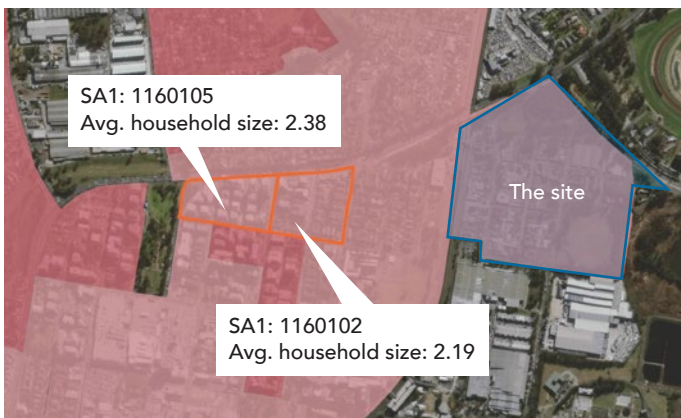 SA1: 1160105
Avg. household size: 2.38
The site
SA1: 1160102
Avg. household size: 2.19